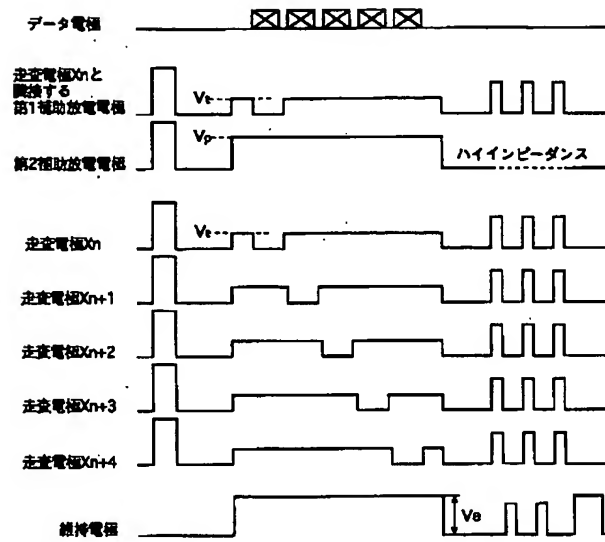 データ電極
走査電極Xnと
隣接する
第1補助放電電極
Vt
第2補助放電電極
Vp
ハイインピーダンス
走査電極Xn
Vt
走査電極Xn+1
走査電極Xn+2
走査電極Xn+3
走査電極Xn+4
維持電極
Va